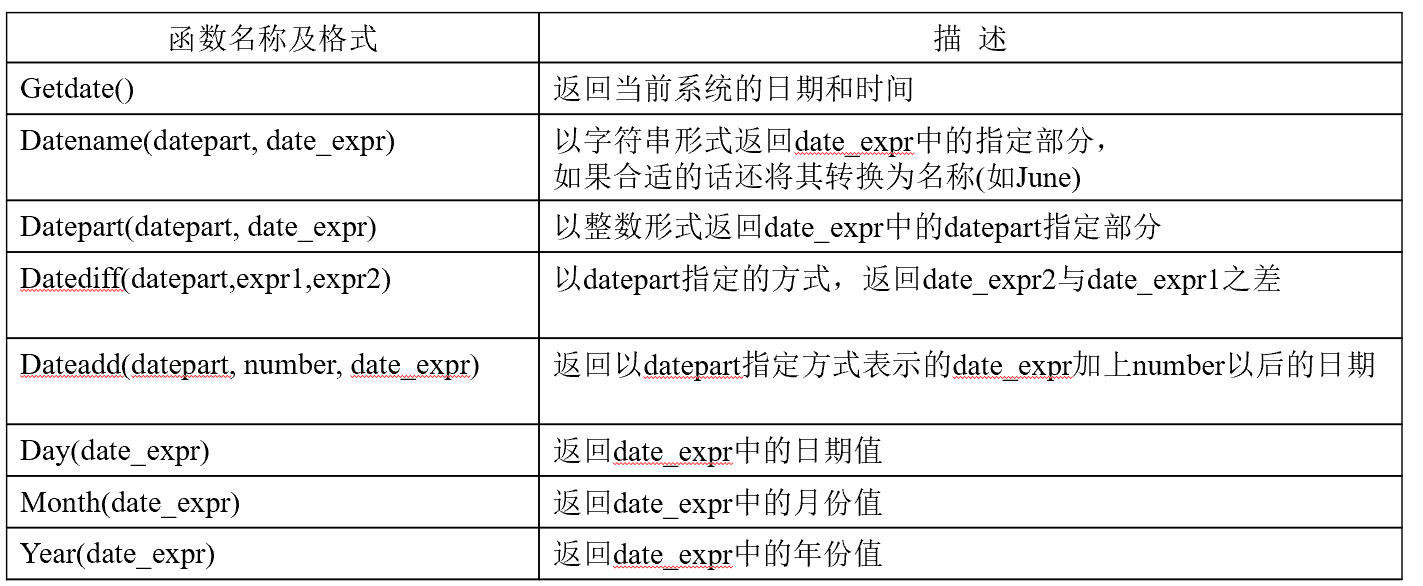 函数名称及格式
描 述
Getdate()
返回当前系统的日期和时间
Datename(datepart, date_expr)
以字符串形式返回date_expr中的指定部分，
如果合适的话还将其转换为名称(如June)
Datepart(datepart, date_expr)
以整数形式返回date_expr中的datepart指定部分
Datediff(datepart,expr1,expr2)
以datepart指定的方式，返回date_expr2与date_expr1之差
Dateadd(datepart, number, date_expr)
返回以datepart指定方式表示的date_expr加上number以后的日期
Day(date_expr)
返回date_expr中的日期值
Month(date_expr)
返回date_expr中的月份值
Year(date_expr)
返回date_expr中的年份值